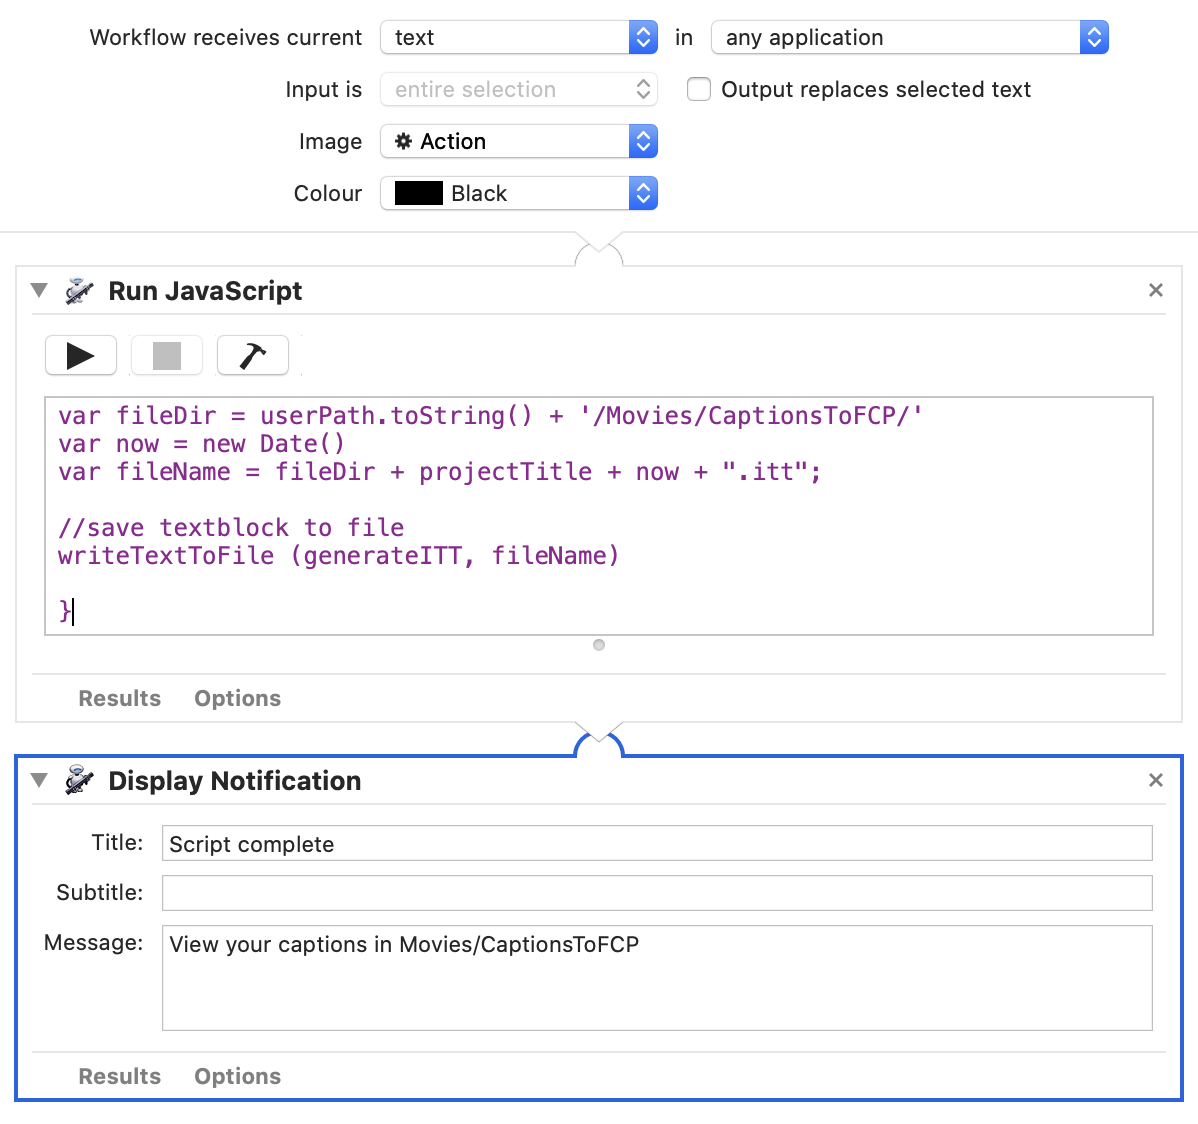 Workflow receives current text in any application
Input is entire selection Output replaces selected text
Image Action
Colour Black
Run JavaScript
var fileDir = userPath.toString() + '/Movies/CaptionsToFCP/'
var now = new Date()
var fileName = fileDir + projectTitle + now + ".itt";
//save textblock to file
writeTextToFile (generateITT, fileName)
}
Results Options
Display Notification
Title: Script complete
Subtitle:
Message: View your captions in Movies/CaptionsToFCP
Results Options